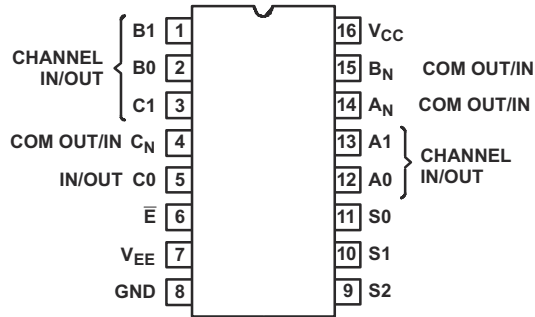 B1 1 16 VCC
CHANNEL IN/OUT
B0 2 15 BN COM OUT/IN
C1 3 14 AN COM OUT/IN
COM OUT/IN CN 4 13 A1
CHANNEL IN/OUT
IN/OUT C0 5 12 A0
E̅ 6 11 S0
VEE 7 10 S1
GND 8 9 S2